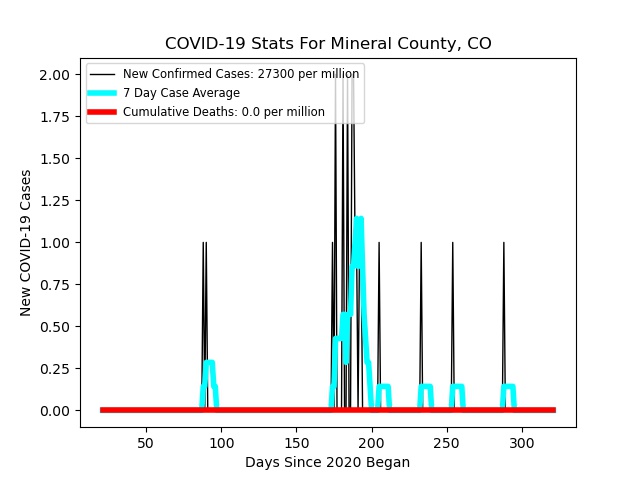 COVID-19 Stats For Mineral County, CO
New Confirmed Cases: 27300 per million
7 Day Case Average
Cumulative Deaths: 0.0 per million
2.00
1.75
1.50
1.25
1.00
0.75
0.50
0.25
0.00
New COVID-19 Cases
50 100 150 200 250 300
Days Since 2020 Began